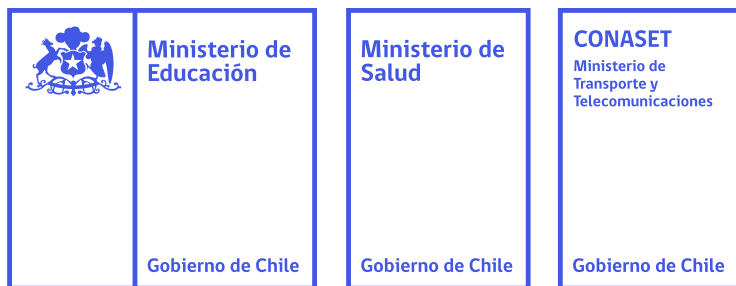 Ministerio de
Educación
Gobierno de Chile
Ministerio de
Salud
Gobierno de Chile
CONASET
Ministerio de
Transporte y
Telecomunicaciones
Gobierno de Chile